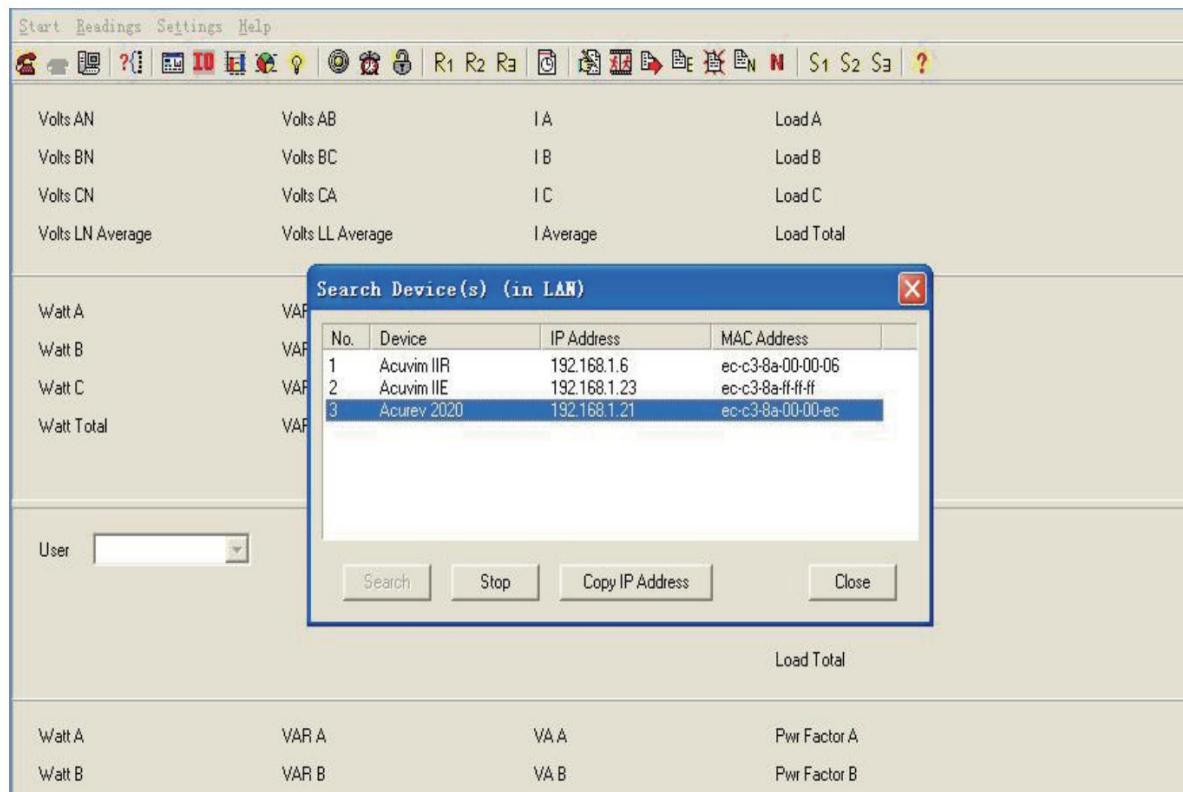 Start Readings Settings Help
?{} IO R1 R2 R3 E N N S1 S2 S3 ?
Volts AN Volts AB I A Load A
Volts BN Volts BC I B Load B
Volts CN Volts CA I C Load C
Volts LN Average Volts LL Average I Average Load Total
Search Device(s) (in LAN)
Watt A VAR
No. Device IP Address MAC Address
Watt B VAR
1 Acuvim IIR 192.168.1.6 ec-c3-8a-00-00-06
Watt C VAR 2 Acuvim IIE 192.168.1.23 ec-c3-8a-ff-ff-ff
3 Acurev 2020 192.168.1.21 ec-c3-8a-00-00-ec
Watt Total VAR
User
Search Stop Copy IP Address Close
Load Total
Watt A VAR A VA A Pwr Factor A
Watt B VAR B VA B Pwr Factor B